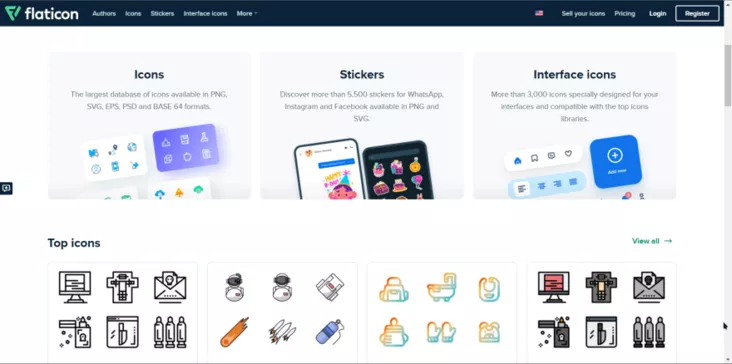 flaticon
Authors Icons Stickers Interface icons More
Sell your icons Pricing Login Register
Icons
The largest database of icons available in PNG,
SVG, EPS, PSD and BASE 64 formats.
Stickers
Discover more than 5,500 stickers for WhatsApp,
Instagram and Facebook available in PNG and
SVG.
Interface icons
More than 3,000 icons specially designed for your
interfaces and compatible with the top icons
libraries.
Add new
Top icons
View all